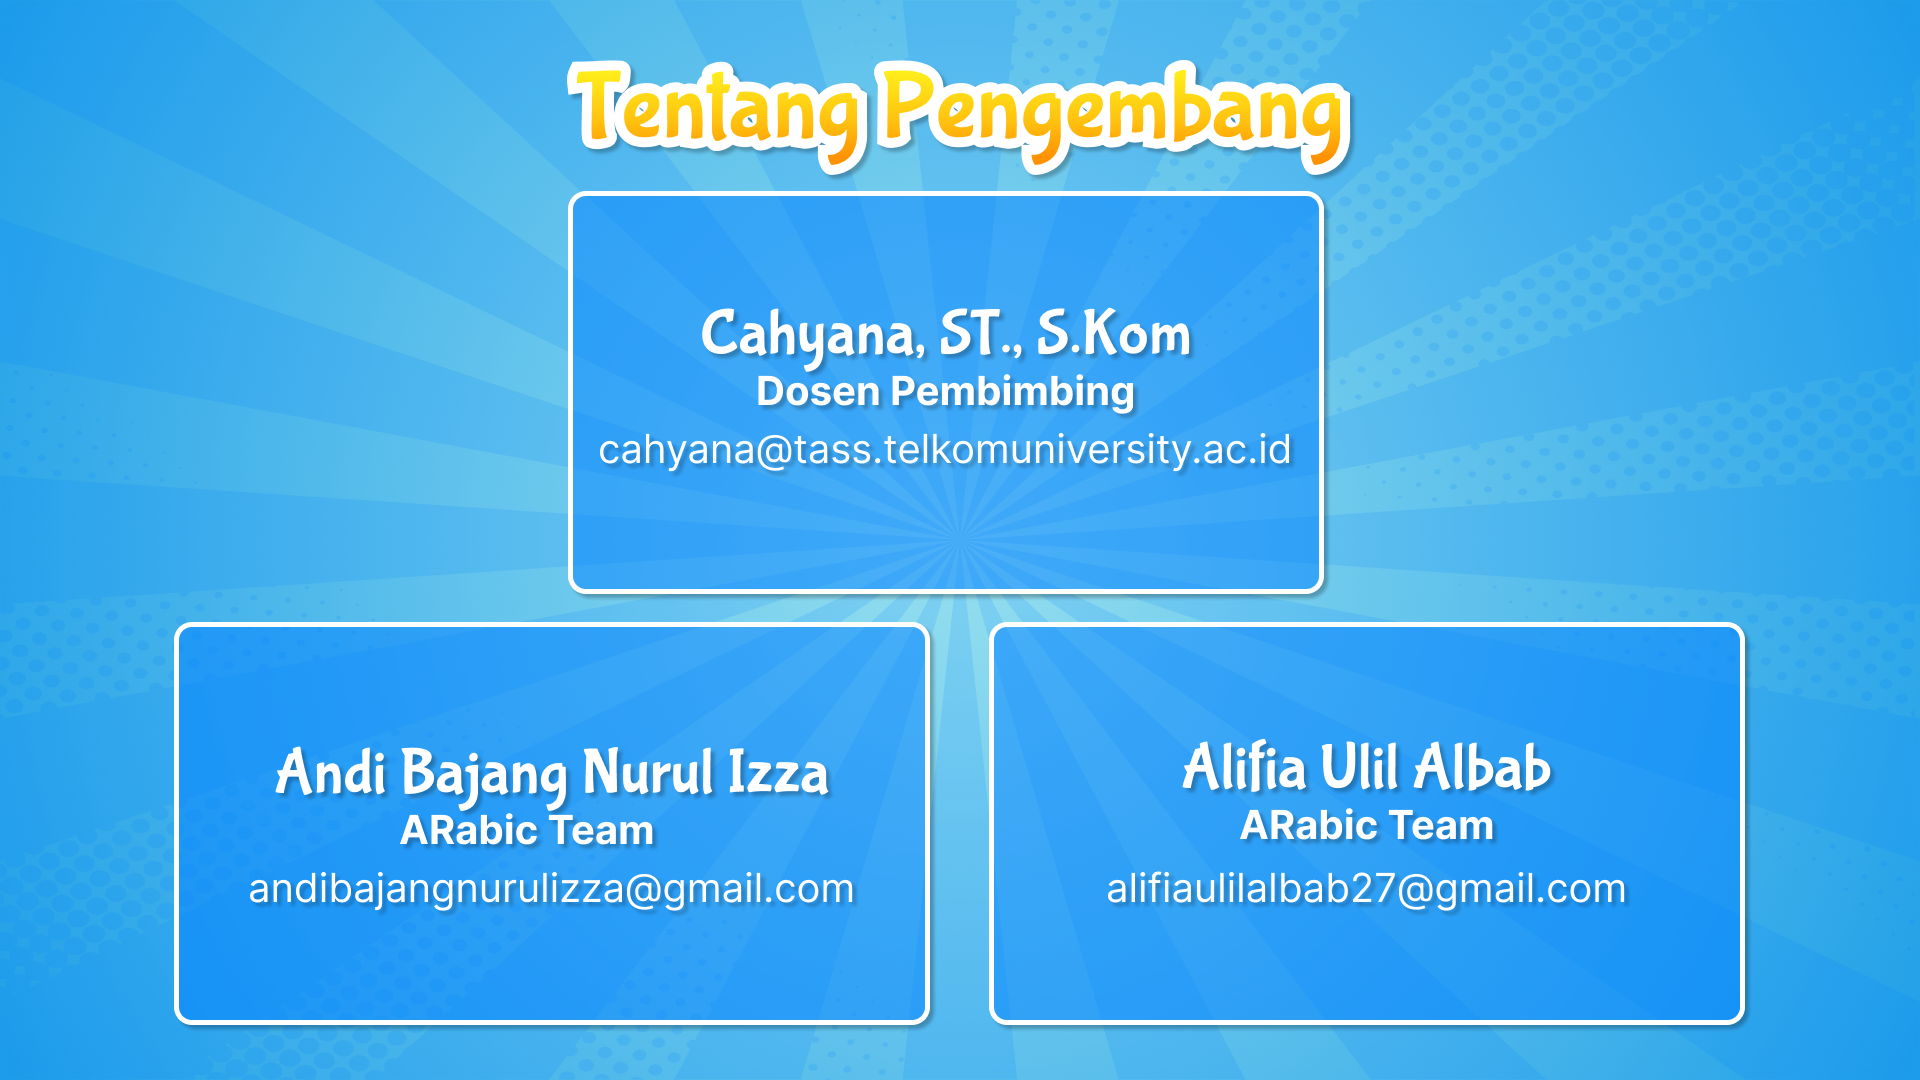 Tentang Pengembang
Cahyana, ST., S.Kom
Dosen Pembimbing
cahyana@tass.telkomuniversity.ac.id
Andi Bajang Nurul Izza
ARabic Team
andibajangnurulizza@gmail.com
Alifia Ulil Albab
ARabic Team
alifiaulilalbab27@gmail.com